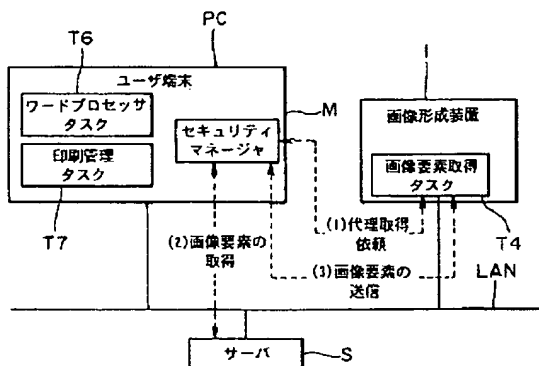 PC
1
T6
ユーザ端末
ワードプロセッサ
タスク
M
セキュリティ
マネージャ
画像形成装置
印刷管理
タスク
画像要素取得
タスク
T7
(1)代理取得
依頼
T4
(2)画像要素の
取得
(3)画像要素の
送信
LAN
サーバ
S